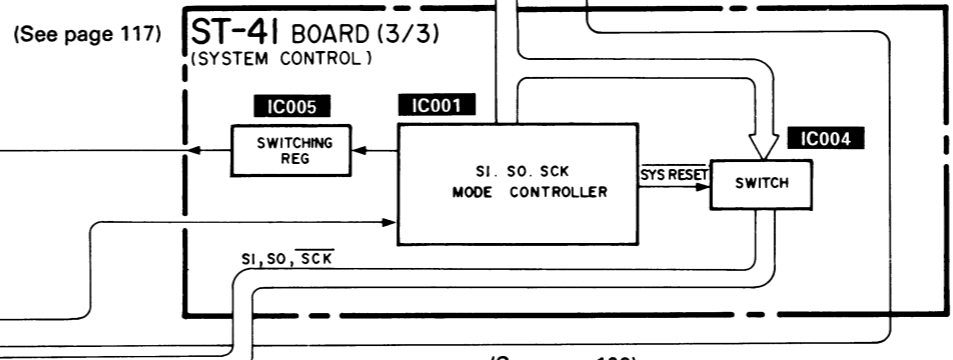 (See page 117)
ST-41 BOARD (3/3)
(SYSTEM CONTROL)
IC005
IC001
SWITCHING
REG
SI. SO. SCK
MODE CONTROLLER
SYS RESET
IC004
SWITCH
SI, SO, SCK